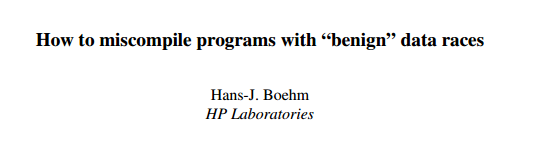 How to miscompile programs with “benign” data races
Hans-J. Boehm
HP Laboratories